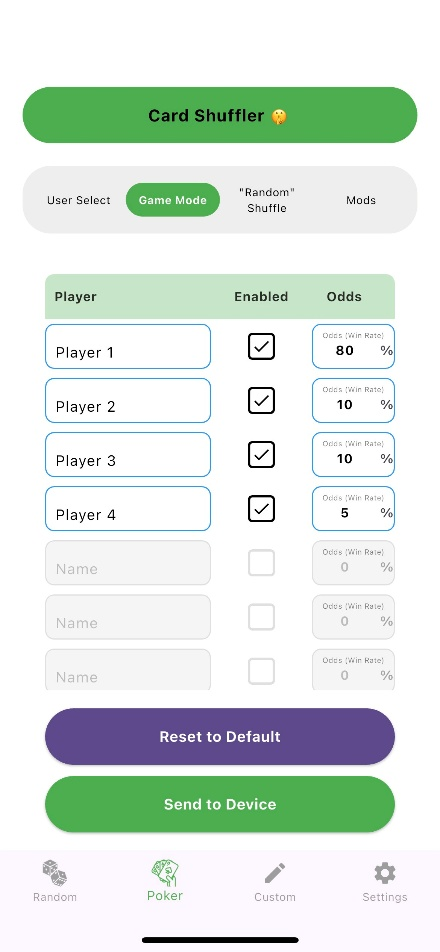 Card Shuffler 🤫
User Select
Game Mode
"Random"
Shuffle
Mods
Player Enabled Odds
Odds (Win Rate)
Player 1 80 %
Odds (Win Rate)
Player 2 10 %
Odds (Win Rate)
Player 3 10 %
Odds (Win Rate)
Player 4 5 %
Odds (Win Rate)
Name 0 %
Odds (Win Rate)
Name 0 %
Odds (Win Rate)
Name 0 %
Reset to Default
Send to Device
Random Poker Custom Settings